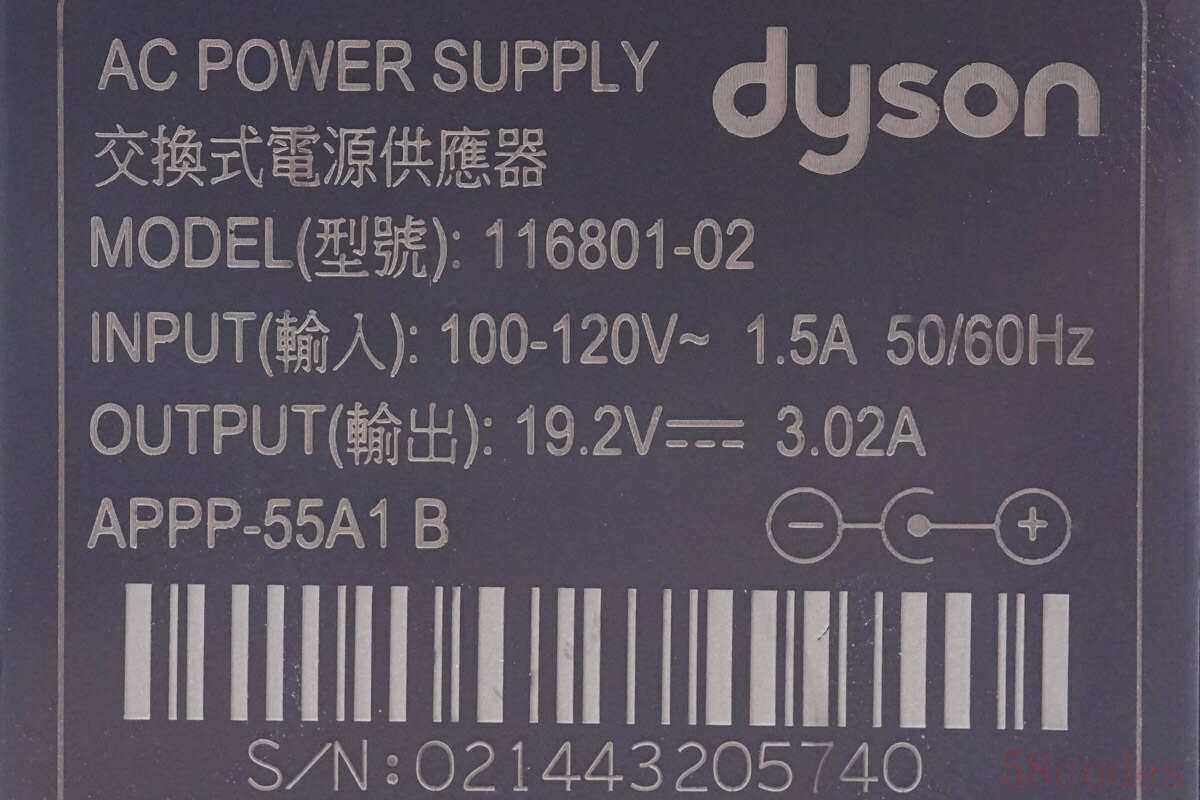 AC POWER SUPPLY
dyson
交換式電源供應器
MODEL(型號): 116801-02
INPUT(輸入): 100-120V~ 1.5A 50/60Hz
OUTPUT(輸出): 19.2V⎓ 3.02A
APPP-55A1 B
S/N:021443205740